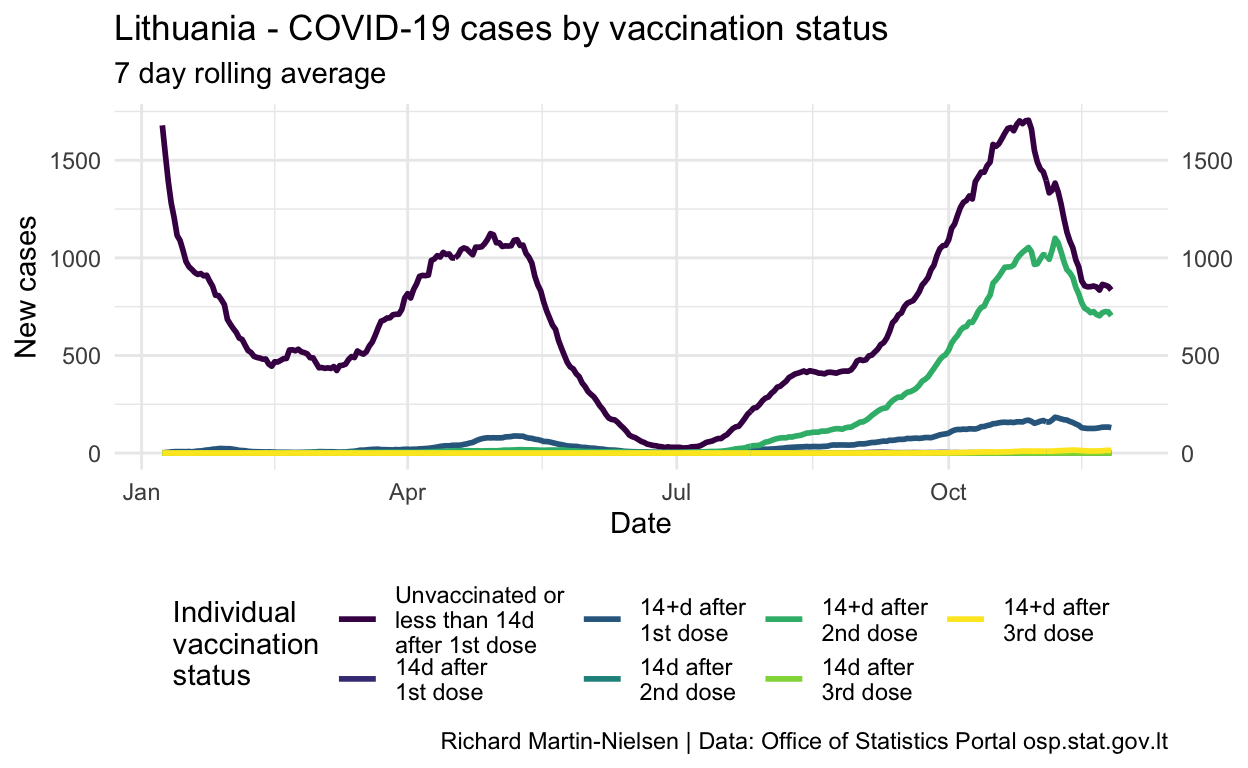 Lithuania - COVID-19 cases by vaccination status
7 day rolling average
New cases
1500
1000
500
0
1500
1000
500
0
Jan
Apr
Jul
Oct
Date
Individual
vaccination
status
Unvaccinated or
less than 14d
after 1st dose
14d after
1st dose
14+d after
1st dose
14d after
2nd dose
14+d after
2nd dose
14d after
3rd dose
14+d after
3rd dose
Richard Martin-Nielsen | Data: Office of Statistics Portal osp.stat.gov.lt